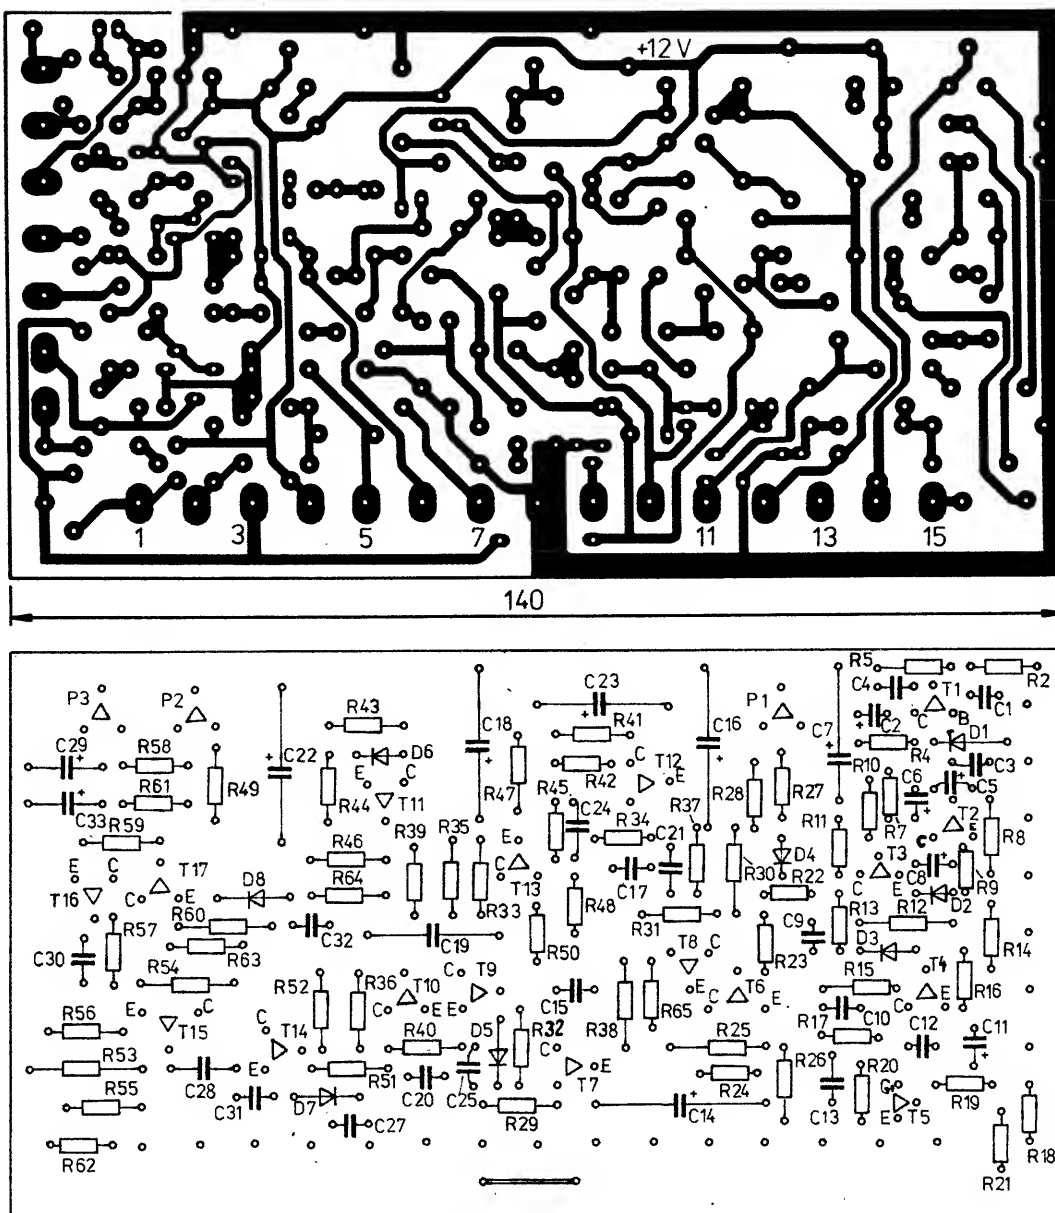 +12 V
1 3 5 7 11 13 15
140
R5 R2
P3 P2 C23 P1 C4 T1 C1
R43 R41 C18 C16 C7 C2 C B D1
C29 R58 C22 D6 T12 R4 C3
R61 R49 R44 E C T11 R47 R42 C E R10 C6 C5
C33 R59 R45 C24 R34 R37 R28 R27 R7 T2 E R8
R46 R39 R35 E C21 R11 C
E C T17 D8 R64 C T13 C17 R30 D4 T3 C8 R9
T16 C E R33 R48 R22 C E D2
R60 R31 R13 R12
R57 C32 C19 R50 T8 C C9 D3 R14
C30 R63 R23
R54 R52 R36 T10 C T9 C15 E C T6 R15 T4 R16
E C C E E R38 R65 E C E
R56 T15 C T14 R40 D5 R32 C R25 R17 C10 C12 C11
R53 R51 T7 E R26 R20
R55 C28 E C31 D7 C20 C25 R24 C13 C T5 R19
C27 R29 C14 E R18
R62 R21